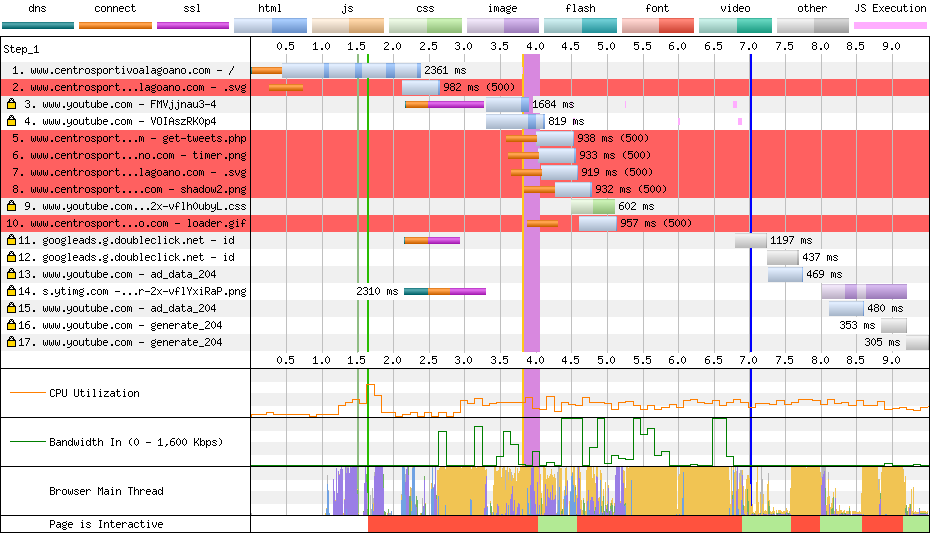 dns connect ssl html js css image flash font video other JS Execution
Step_1 0.5 1.0 1.5 2.0 2.5 3.0 3.5 4.0 4.5 5.0 5.5 6.0 6.5 7.0 7.5 8.0 8.5 9.0
1. www.centrosportivoalagoano.com - / 2361 ms
2. www.centrosport...lagoano.com - .svg 982 ms (500)
3. www.youtube.com - FMVjjnau3-4 1684 ms
4. www.youtube.com - VOIAszRKOp4 819 ms
5. www.centrosport...m - get-tweets.php 938 ms (500)
6. www.centrosport...no.com - timer.png 933 ms (500)
7. www.centrosport...lagoano.com - .svg 919 ms (500)
8. www.centrosport....com - shadow2.png 932 ms (500)
9. www.youtube.com...2x-vflhOubyL.css 602 ms
10. www.centrosport...o.com - loader.gif 957 ms (500)
11. googleads.g.doubleclick.net - id 1197 ms
12. googleads.g.doubleclick.net - id 437 ms
13. www.youtube.com - ad_data_204 469 ms
14. s.ytimg.com -...r-2x-vflYxiRaP.png 2310 ms
15. www.youtube.com - ad_data_204 480 ms
16. www.youtube.com - generate_204 353 ms
17. www.youtube.com - generate_204 305 ms
0.5 1.0 1.5 2.0 2.5 3.0 3.5 4.0 4.5 5.0 5.5 6.0 6.5 7.0 7.5 8.0 8.5 9.0
CPU Utilization
Bandwidth In (0 - 1,600 Kbps)
Browser Main Thread
Page is Interactive